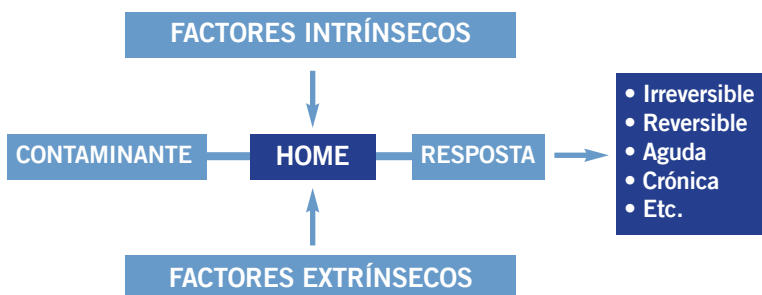 FACTORES INTRÍNSECOS
CONTAMINANTE
HOME
RESPOSTA
• Irreversible
• Reversible
• Aguda
• Crónica
• Etc.
FACTORES EXTRÍNSECOS